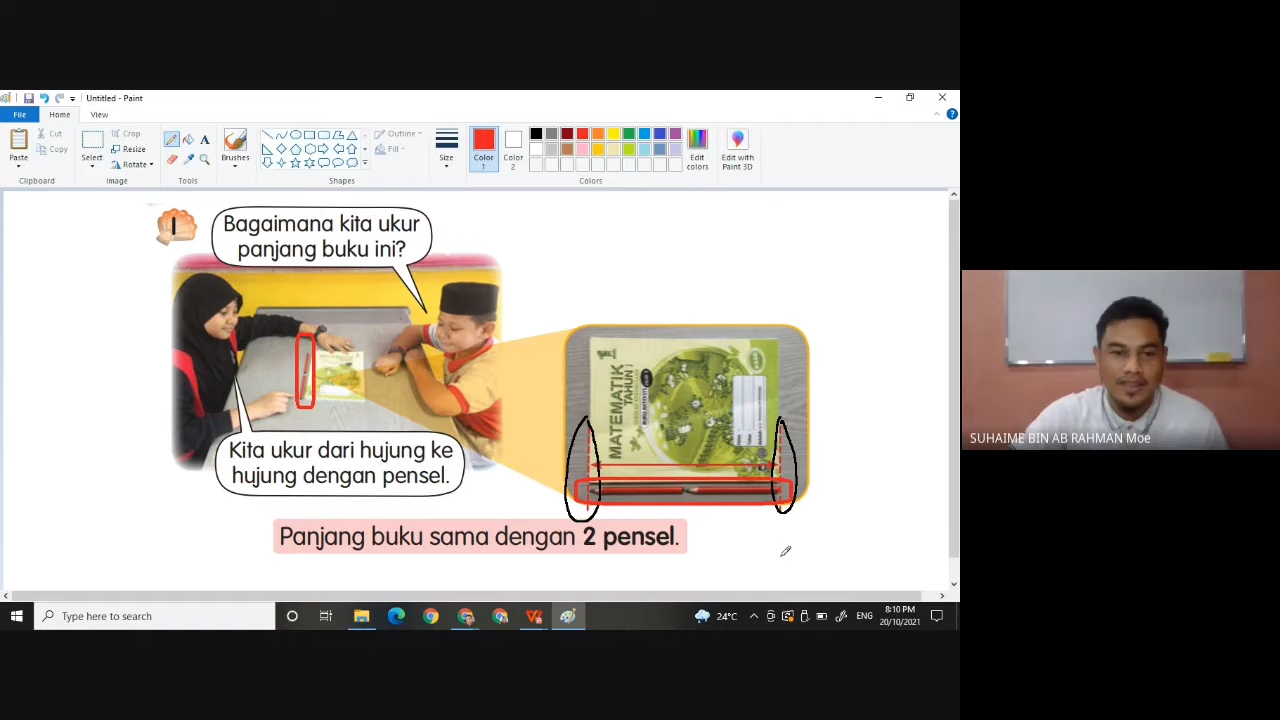 Untitled - Paint
File
Home
View
Paste
Cut
Copy
Clipboard
Select
Crop
Resize
Rotate
Image
Tools
Brushes
Shapes
Outline
Fill
Size
Color 1
Color 2
Edit colors
Edit with Paint 3D
Colors
1
Bagaimana kita ukur
panjang buku ini?
Kita ukur dari hujung ke
hujung dengan pensel.
MATEMATIK
TAHUN 1
Panjang buku sama dengan 2 pensel.
SUHAIME BIN AB RAHMAN Moe
Type here to search
24°C
ENG
8:10 PM
20/10/2021